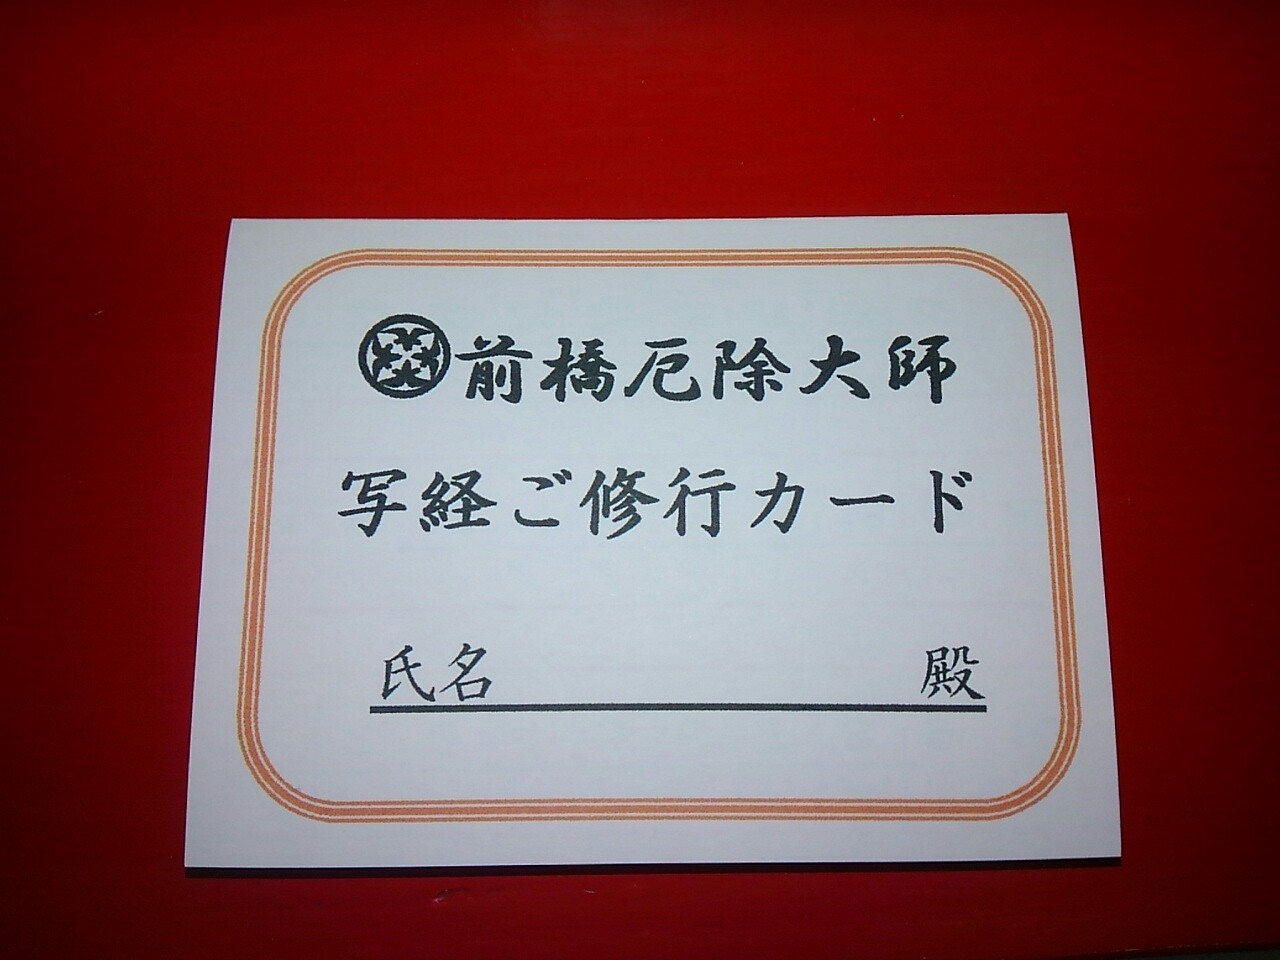 前橋厄除大師
写経ご修行カード
氏名 殿